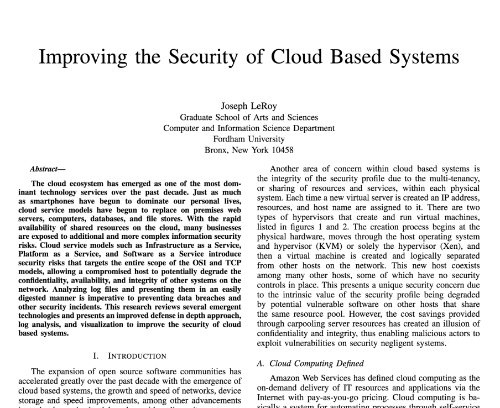 Improving the Security of Cloud Based Systems
Joseph LeRoy
Graduate School of Arts and Sciences
Computer and Information Science Department
Fordham University
Bronx, New York 10458
Abstract—
The cloud ecosystem has emerged as one of the most dom-
inant technology services over the past decade. Just as much
as smartphones have begun to dominate our personal lives,
cloud service models have begun to replace on premises web
servers, computers, databases, and file stores. With the rapid
availability of shared resources on the cloud, many businesses
are exposed to additional and more complex information security
risks. Cloud service models such as Infrastructure as a Service,
Platform as a Service, and Software as a Service introduce
security risks that targets the entire scope of the OSI and TCP
models, allowing a compromised host to potentially degrade the
confidentiality, availability, and integrity of other systems on the
network. Analyzing log files and presenting them in an easily
digested manner is imperative to preventing data breaches and
other security incidents. This research reviews several emergent
technologies and presents an improved defense in depth approach,
log analysis, and visualization to improve the security of cloud
based systems.
I. INTRODUCTION
The expansion of open source software communities has
accelerated greatly over the past decade with the emergence of
cloud based systems, the growth and speed of networks, device
storage and speed improvements, among other advancements
Another area of concern within cloud based systems is
the integrity of the security profile due to the multi-tenancy,
or sharing of resources and services, within each physical
system. Each time a new virtual server is created an IP address,
resources, and host name are assigned to it. There are two
types of hypervisors that create and run virtual machines,
listed in figures 1 and 2. The creation process begins at the
physical hardware, moves through the host operating system
and hypervisor (KVM) or solely the hypervisor (Xen), and
then a virtual machine is created and logically separated
from other hosts on the network. This new host coexists
among many other hosts, some of which have no security
controls in place. This presents a unique security concern due
to the intrinsic value of the security profile being degraded
by potential vulnerable software on other hosts that share
the same resource pool. However, the cost savings provided
through carpooling server resources has created an illusion of
confidentiality and integrity, thus enabling malicious actors to
exploit vulnerabilities on security negligent systems.
A. Cloud Computing Defined
Amazon Web Services has defined cloud computing as the
on-demand delivery of IT resources and applications via the
Internet with pay-as-you-go pricing. Cloud computing is ba-
sically a system for automating processes through self-service